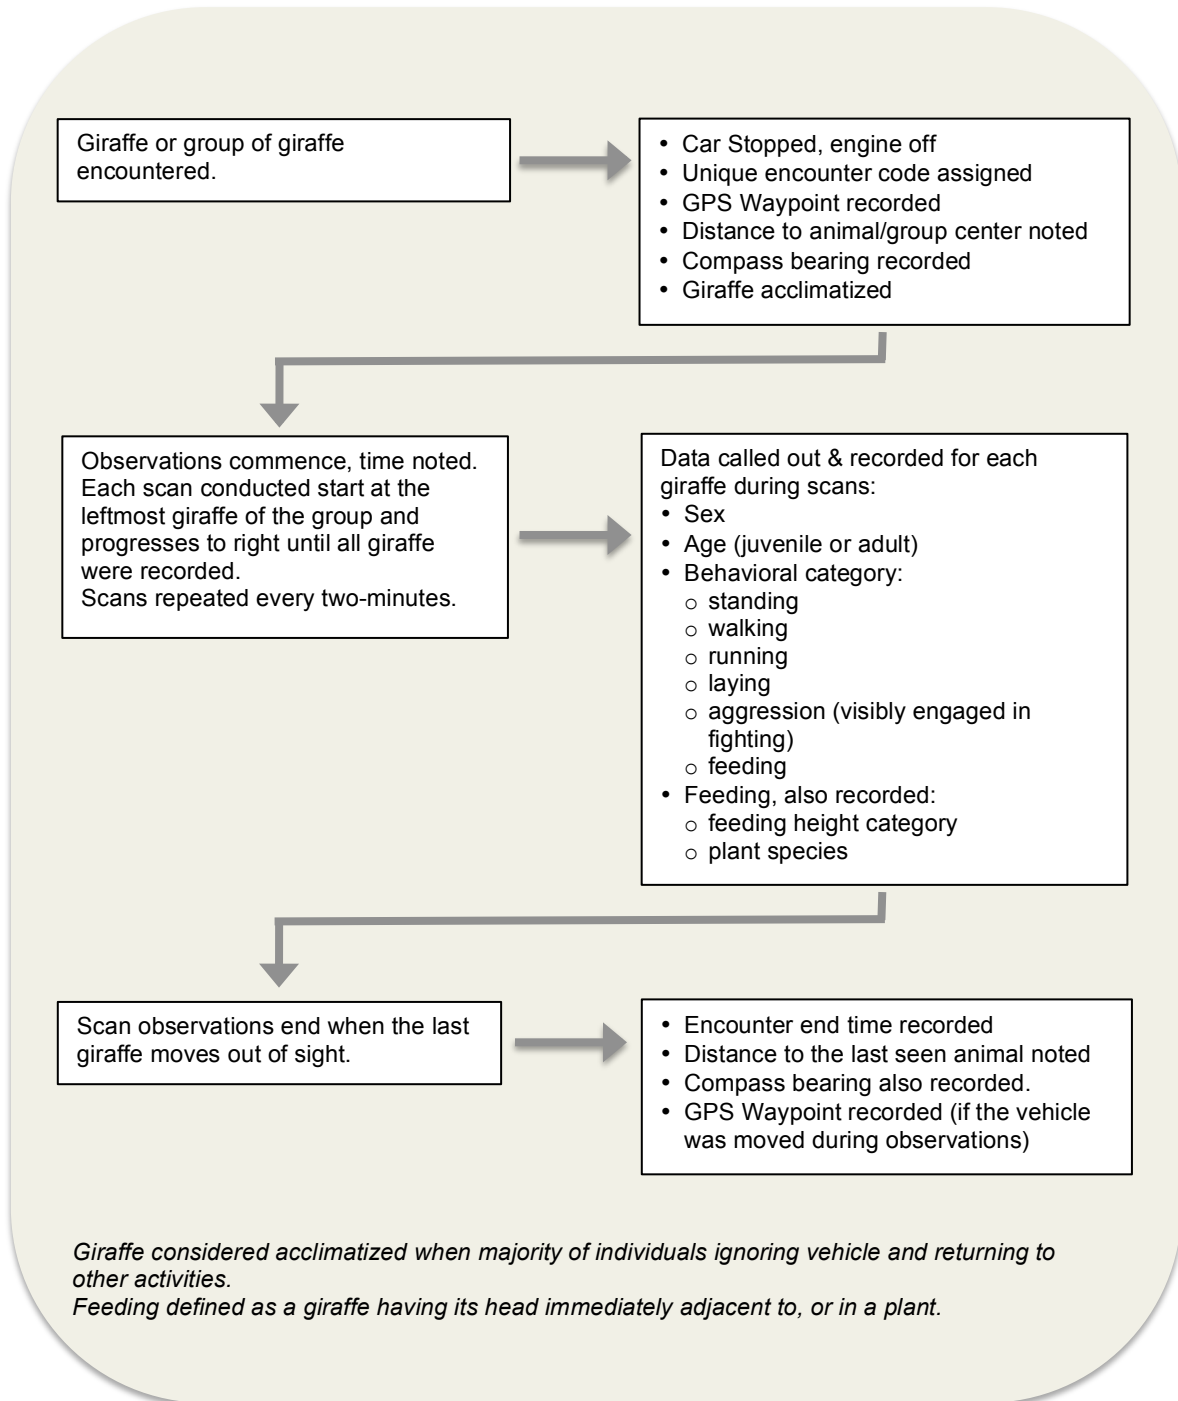 Giraffe or group of giraffe
encountered.
• Car Stopped, engine off
• Unique encounter code assigned
• GPS Waypoint recorded
• Distance to animal/group center noted
• Compass bearing recorded
• Giraffe acclimatized
Observations commence, time noted.
Each scan conducted start at the
leftmost giraffe of the group and
progresses to right until all giraffe
were recorded.
Scans repeated every two-minutes.
Data called out & recorded for each
giraffe during scans:
• Sex
• Age (juvenile or adult)
• Behavioral category:
o standing
o walking
o running
o laying
o aggression (visibly engaged in
fighting)
o feeding
• Feeding, also recorded:
o feeding height category
o plant species
Scan observations end when the last
giraffe moves out of sight.
• Encounter end time recorded
• Distance to the last seen animal noted
• Compass bearing also recorded.
• GPS Waypoint recorded (if the vehicle
was moved during observations)
Giraffe considered acclimatized when majority of individuals ignoring vehicle and returning to
other activities.
Feeding defined as a giraffe having its head immediately adjacent to, or in a plant.